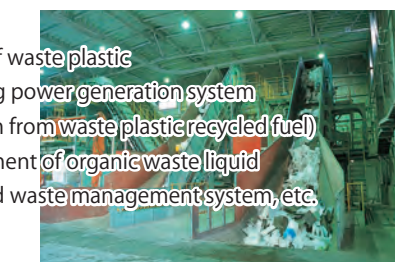 f waste plastic
g power generation system
n from waste plastic recycled fuel)
ment of organic waste liquid
d waste management system, etc.